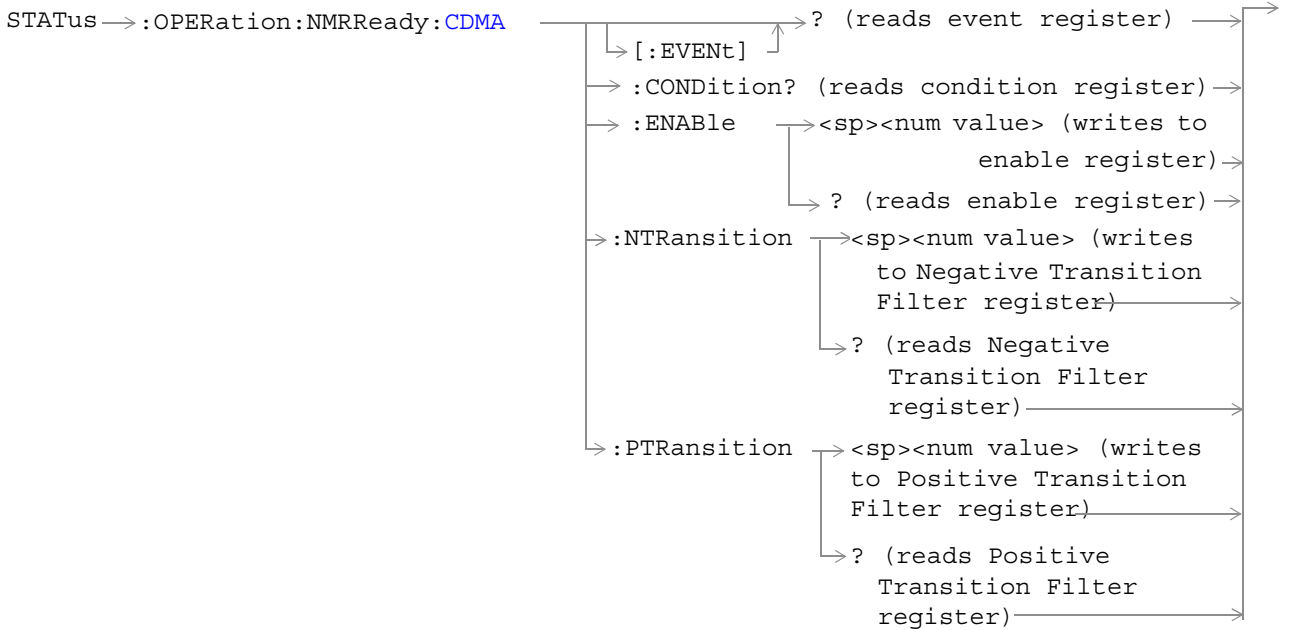 STATus :OPERation:NMRReady:CDMA ? (reads event register)
[:EVENt]
:CONDition? (reads condition register)
:ENABle <sp><num value> (writes to
enable register)
? (reads enable register)
:NTRansition <sp><num value> (writes
to Negative Transition
Filter register)
? (reads Negative
Transition Filter
register)
:PTRansition <sp><num value> (writes
to Positive Transition
Filter register)
? (reads Positive
Transition Filter
register)